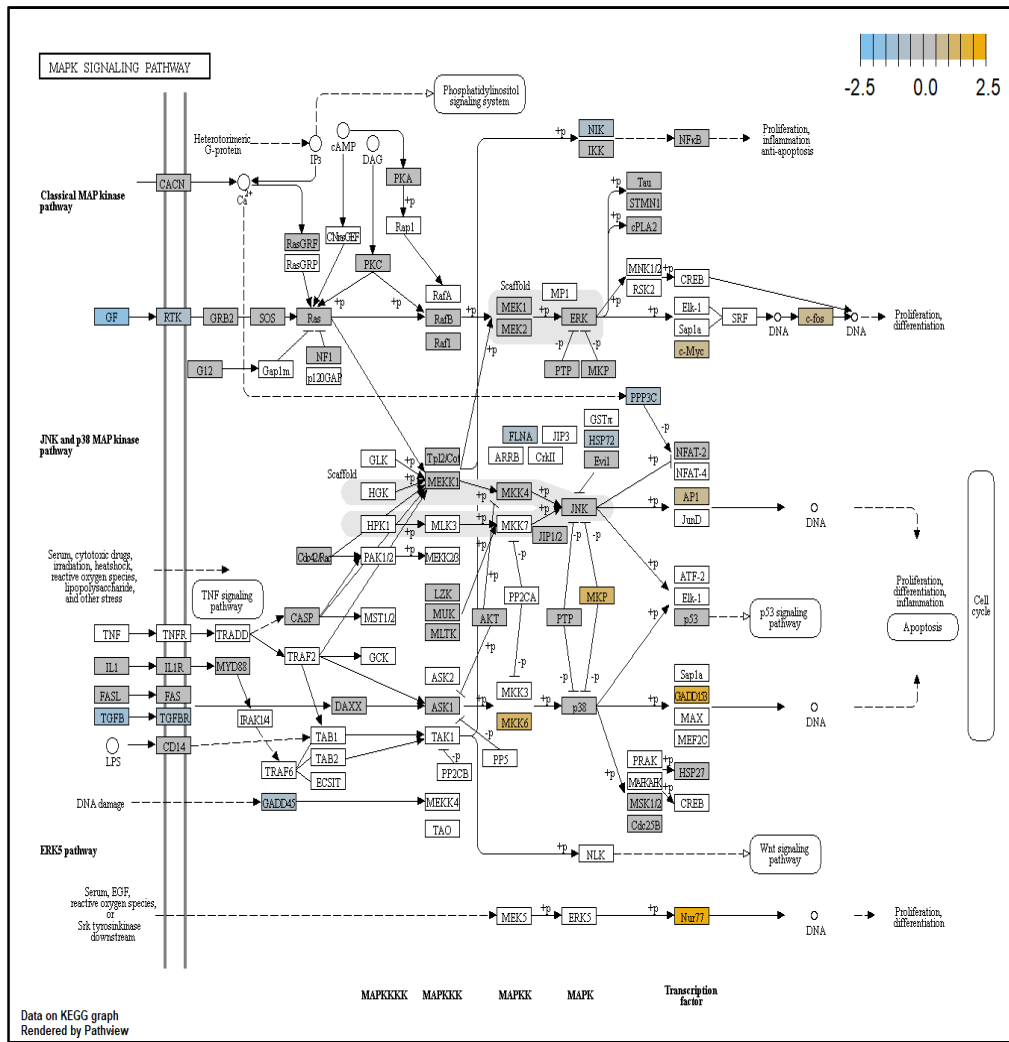 MAPK SIGNALING PATHWAY
-2.5 0.0 2.5
Phosphatidylinositol
signaling system
Heterotorimeric
G-protein
IP3
cAMP
DAG
+p
NIK
IKK
NFκB
Proliferation,
inflammation
anti-apoptosis
Classical MAP kinase
pathway
CACN
Ca2+
PKA
+p
Rap1
Tau
STMN1
cPLA2
+p
+p
RasGRF
RasGRP
CNrasGEF
PKC
RafA
Scaffold
MP1
MNK1/2
RSK2
+p
CREB
+p
GF
RTK
GRB2
SOS
Ras
+p
+p
RafB
Raf1
+p
MEK1
MEK2
+p
ERK
+p
Elk-1
Sap1a
c-Myc
SRF
DNA
c-fos
DNA
Proliferation,
differentiation
G12
Gap1m
NF1
p120GAP
+p
-p
-p
PTP
MKP
PPP3C
-p
JNK and p38 MAP kinase
pathway
GSTπ
FLNA
JIP3
HSP72
ARRB
CrkII
Evi1
NFAT-2
NFAT-4
GLK
+p
Tpl2/Cot
Scaffold
+p
MEKK1
HGK
+p
+p
MKK4
+p
JNK
+p
+p
AP1
JunD
DNA
HPK1
+p
MLK3
+p
MKK7
+p
JIP1/2
Cell
cycle
Cdc42/Rac
+p
PAK1/2
+p
MEKK2/3
-p
-p
-p
+p
Serum, cytotoxic drugs,
irradiation, heatshock,
reactive oxygen species,
lipopolysaccharide,
and other stress
TNF signaling
pathway
LZK
MUK
MLTK
PP2CA
AKT
MKP
PTP
ATF-2
Elk-1
p53
+p
p53 signaling
pathway
Proliferation,
differentiation,
inflammation
Apoptosis
CASP
MST1/2
TNF
TNFR
TRADD
TRAF2
GCK
IL1
IL1R
MYD88
ASK2
-p
-p
-p
-p
MKK3
MKK6
Sap1a
GADD153
MAX
MEF2C
DNA
FASL
FAS
DAXX
ASK1
+p
+p
p38
+p
TGFB
TGFBR
IRAK1/4
LPS
CD14
TAB1
TAB2
TRAF6
ECSIT
TAK1
-p
-p
PP2CB
PP5
PRAK
+p
HSP27
MAPKAPK
+p
+p
MSK1/2
CREB
Cdc25B
DNA damage
GADD45
MEKK4
TAO
ERK5 pathway
+p
NLK
Wnt signaling
pathway
Serum, EGF,
reactive oxygen species,
or
Srk tyrosinkinase
downstream
MEK5
+p
ERK5
+p
Nur77
DNA
Proliferation,
differentiation
MAPKKKK
MAPKKK
MAPKK
MAPK
Transcription
factor
Data on KEGG graph
Rendered by Pathview